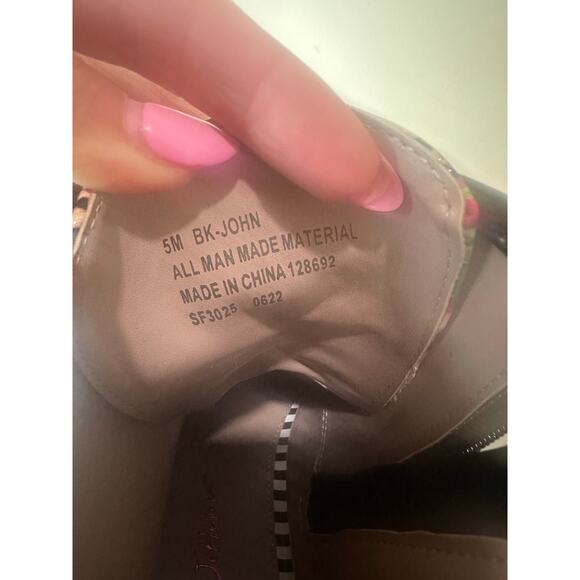 5M BK-JOHN
ALL MAN MADE MATERIAL
MADE IN CHINA 128692
SF3025 0622